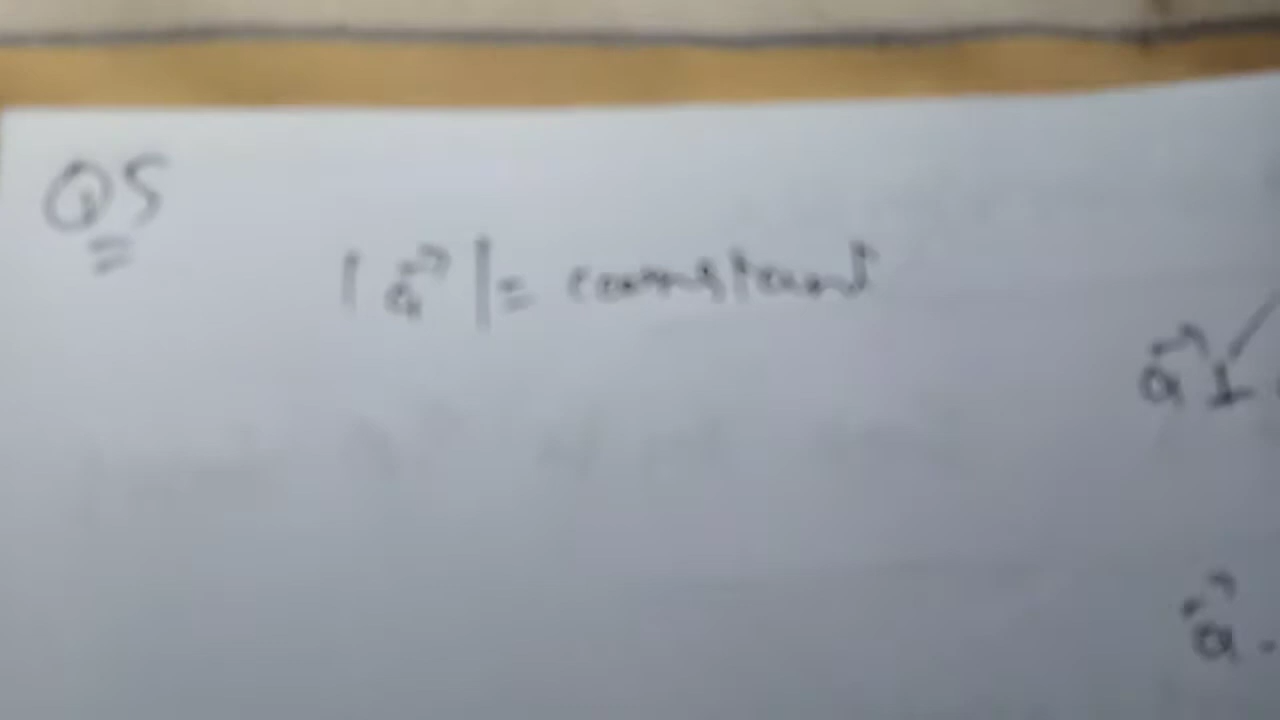 Q5
|a⃗| = constant
a⃗ ⊥
a⃗ .